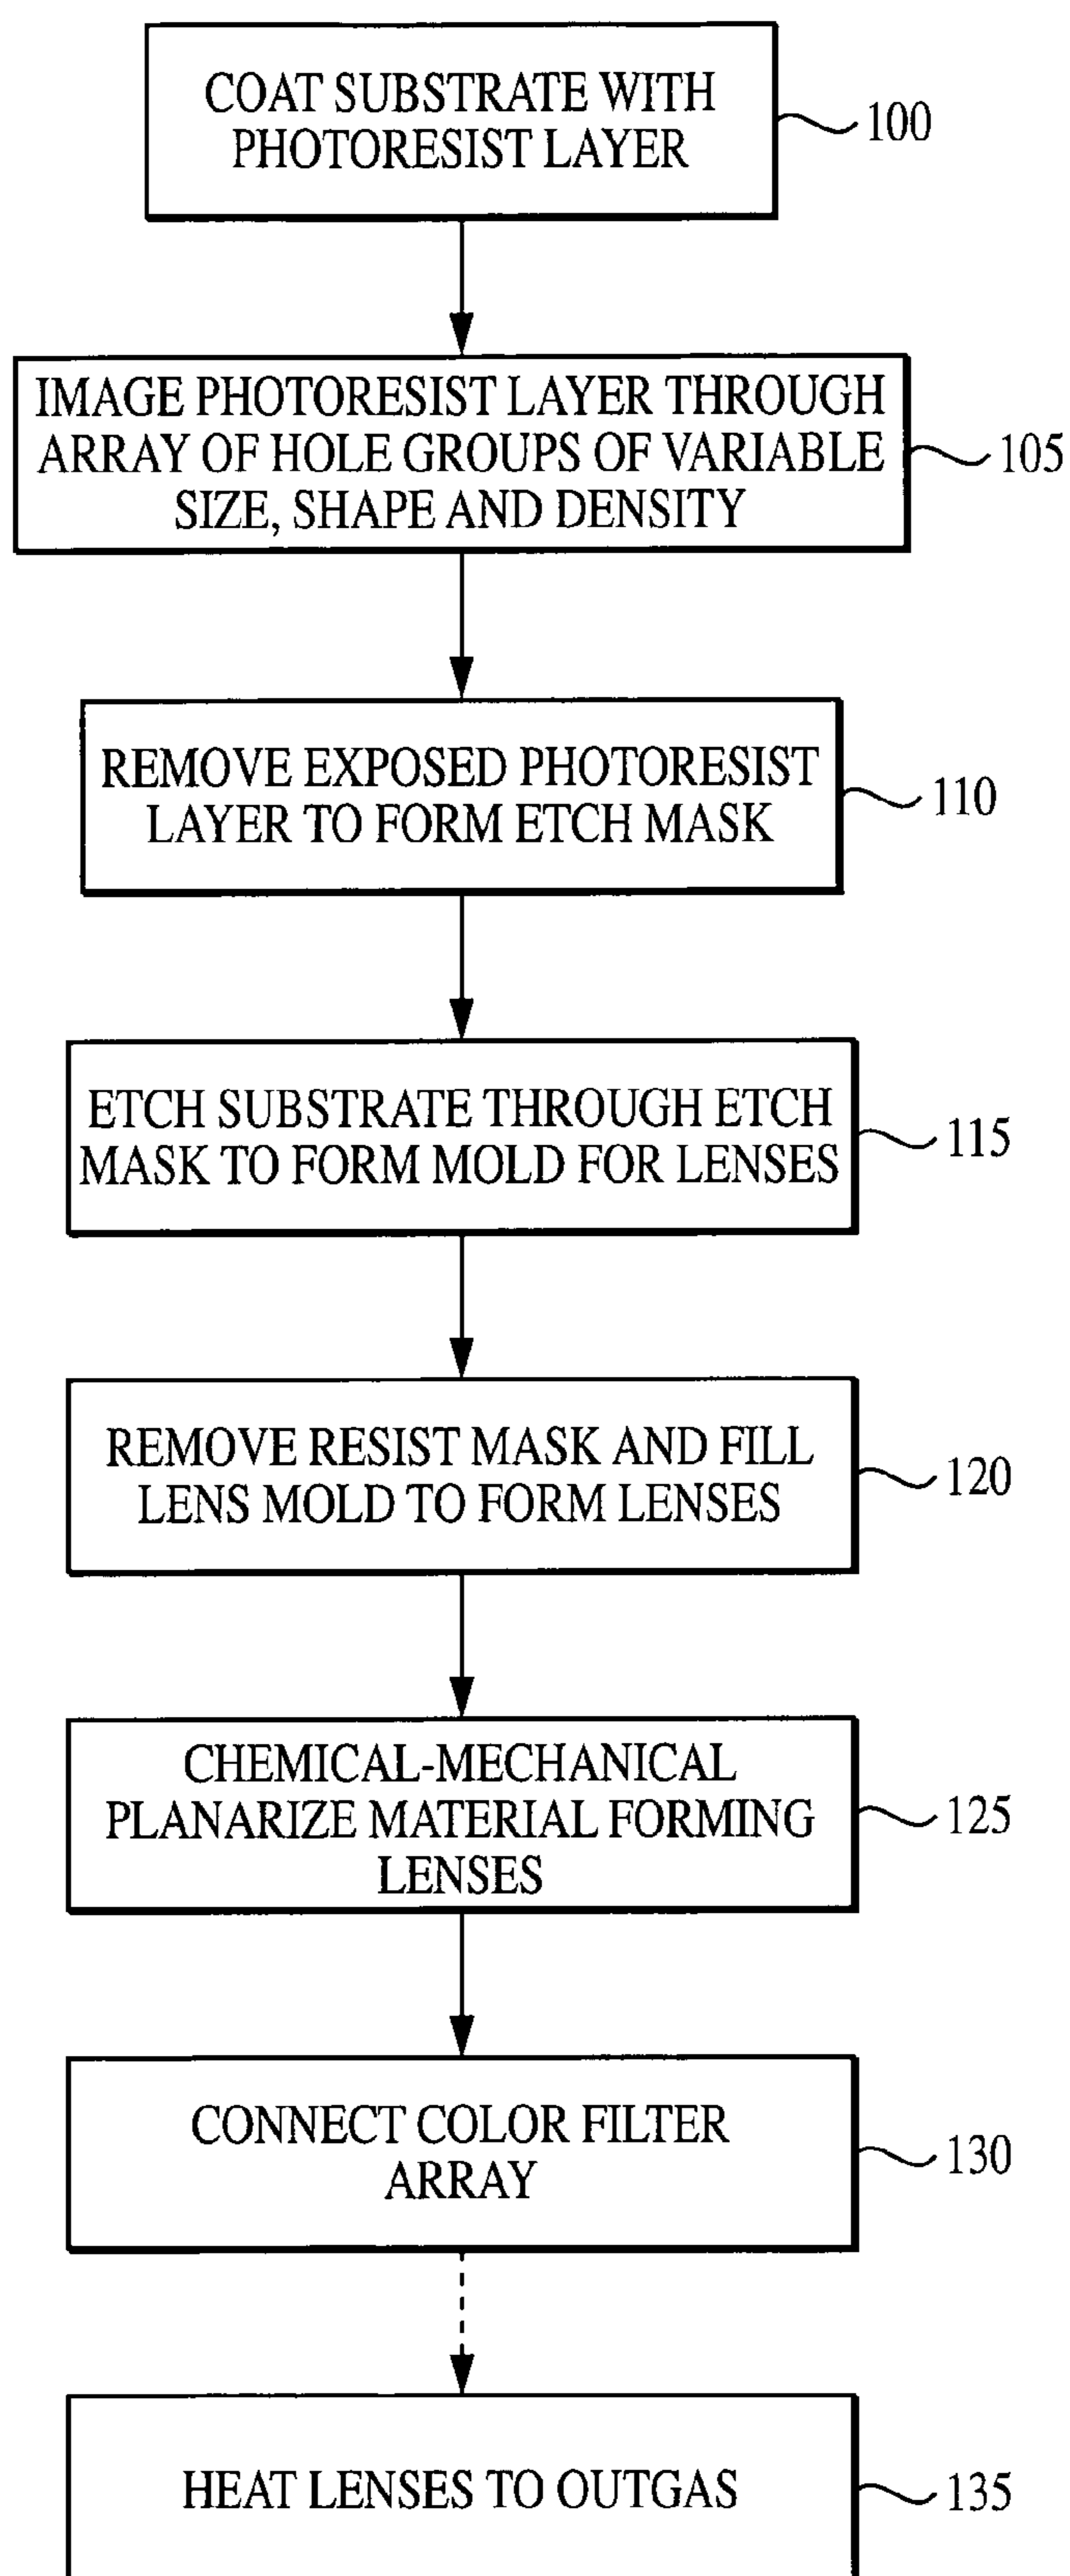 COAT SUBSTRATE WITH
PHOTORESIST LAYER
100
IMAGE PHOTORESIST LAYER THROUGH
ARRAY OF HOLE GROUPS OF VARIABLE
SIZE, SHAPE AND DENSITY
105
REMOVE EXPOSED PHOTORESIST
LAYER TO FORM ETCH MASK
110
ETCH SUBSTRATE THROUGH ETCH
MASK TO FORM MOLD FOR LENSES
115
REMOVE RESIST MASK AND FILL
LENS MOLD TO FORM LENSES
120
CHEMICAL-MECHANICAL
PLANARIZE MATERIAL FORMING
LENSES
125
CONNECT COLOR FILTER
ARRAY
130
HEAT LENSES TO OUTGAS
135